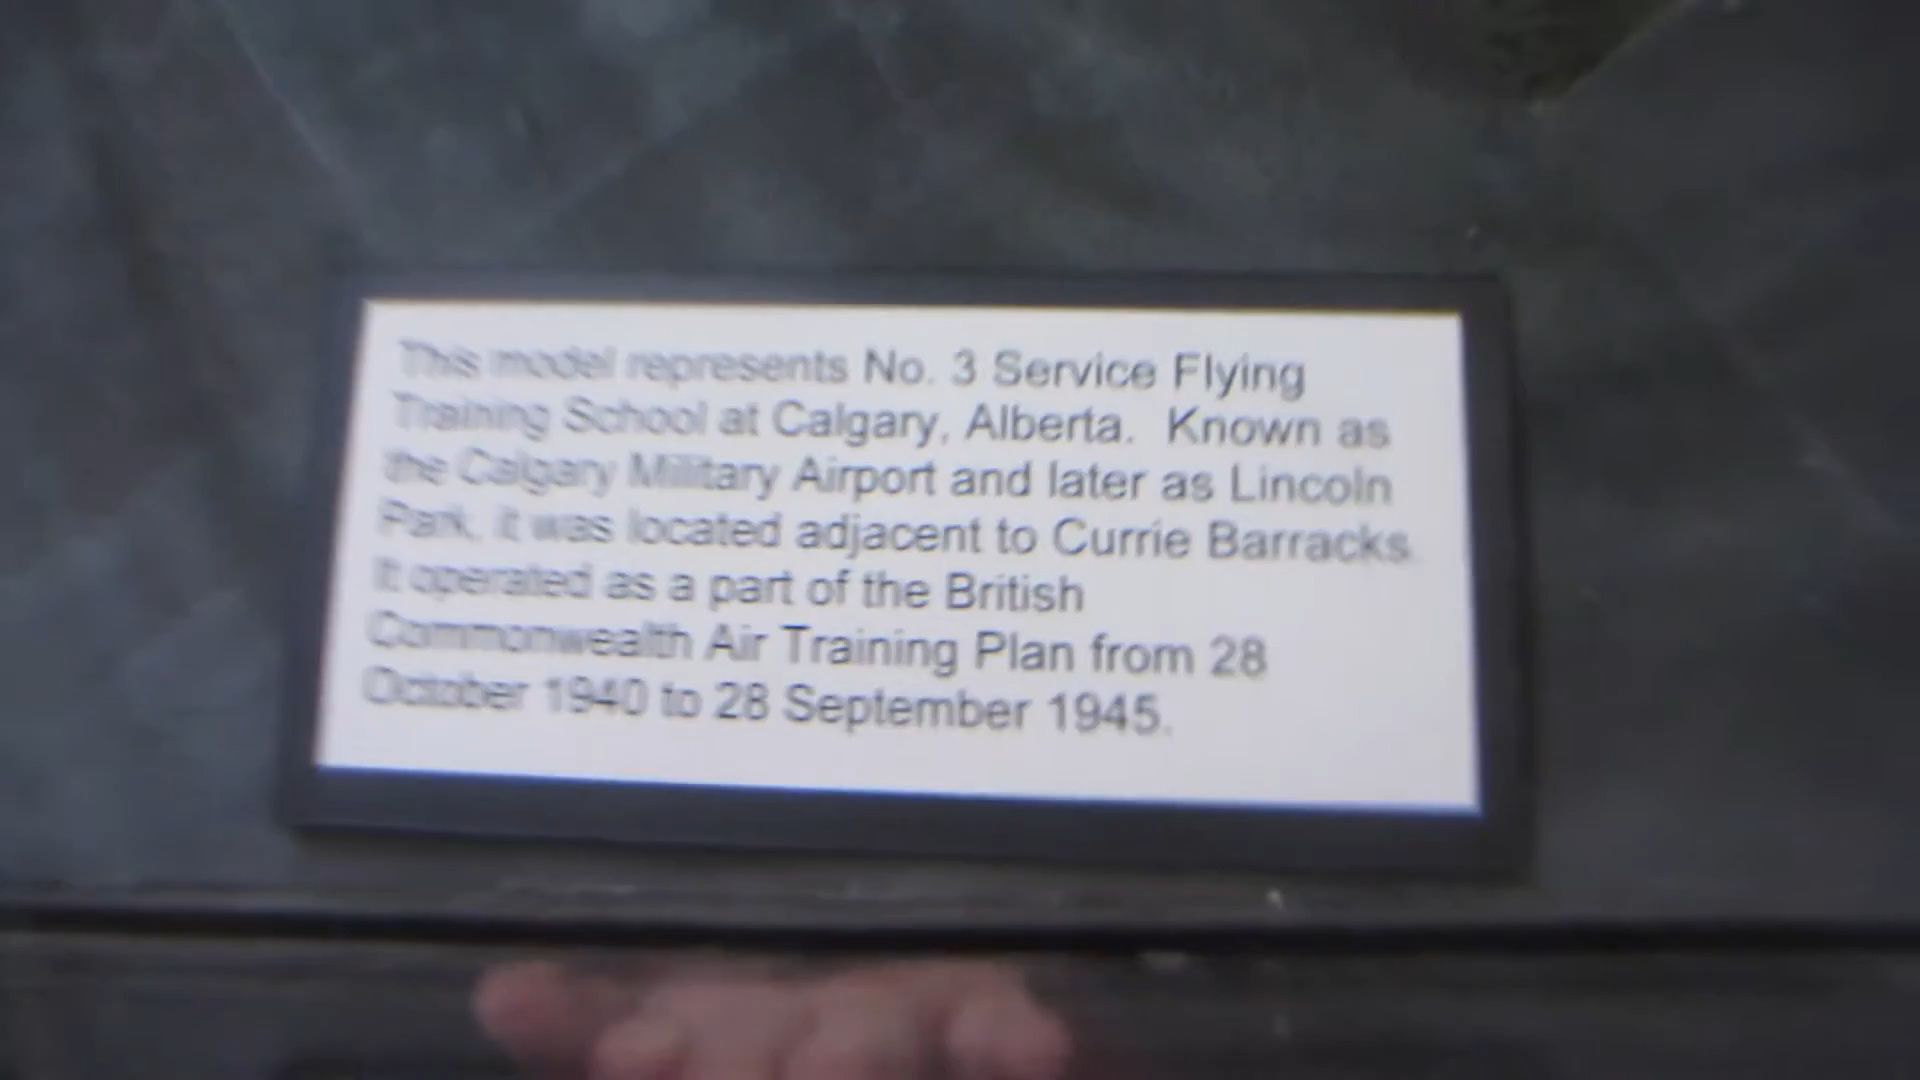 This model represents No. 3 Service Flying
Training School at Calgary, Alberta.  Known as
the Calgary Military Airport and later as Lincoln
Park, it was located adjacent to Currie Barracks.
It operated as a part of the British
Commonwealth Air Training Plan from 28
October 1940 to 28 September 1945.